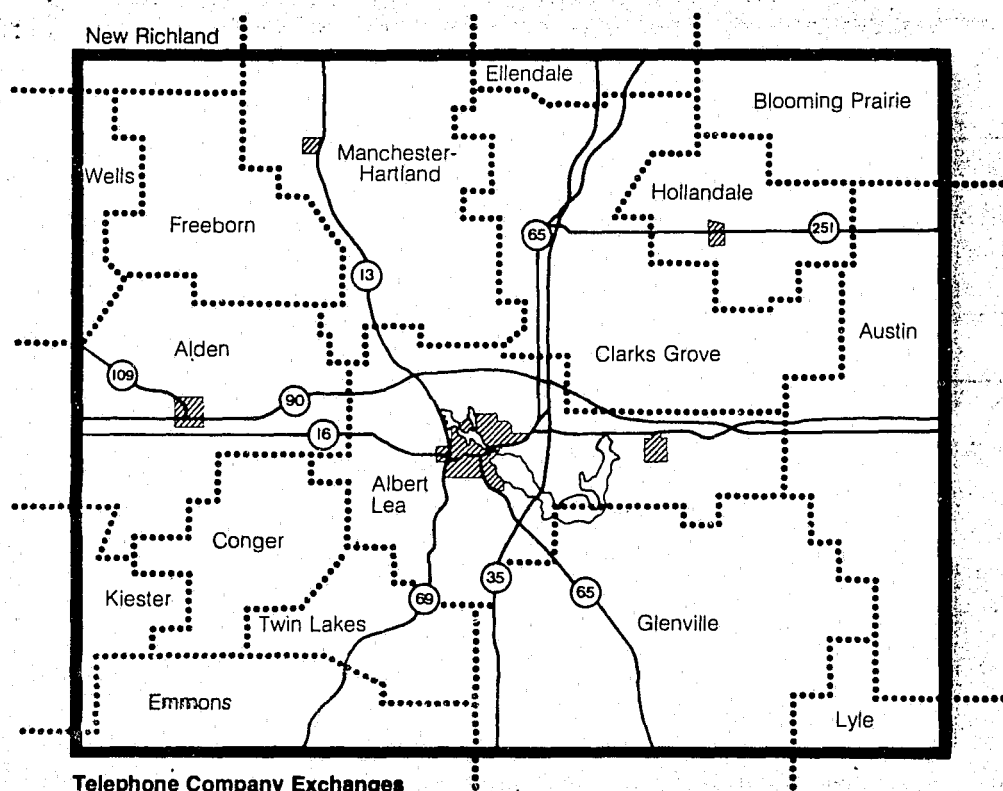 New Richland
Ellendale
Blooming Prairie
Manchester-
Hartland
Wells
Hollandale
Freeborn
65
251
13
Alden
Clarks Grove
Austin
109
90
16
Albert
Lea
Conger
Kiester
69
35
65
Twin Lakes
Glenville
Emmons
Lyle
Telephone Company Exchanges